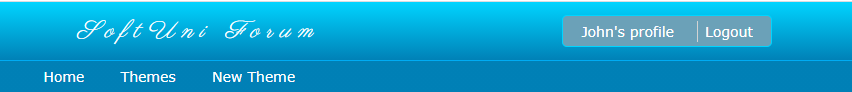 SoftUni Forum
John's profile | Logout
Home Themes New Theme